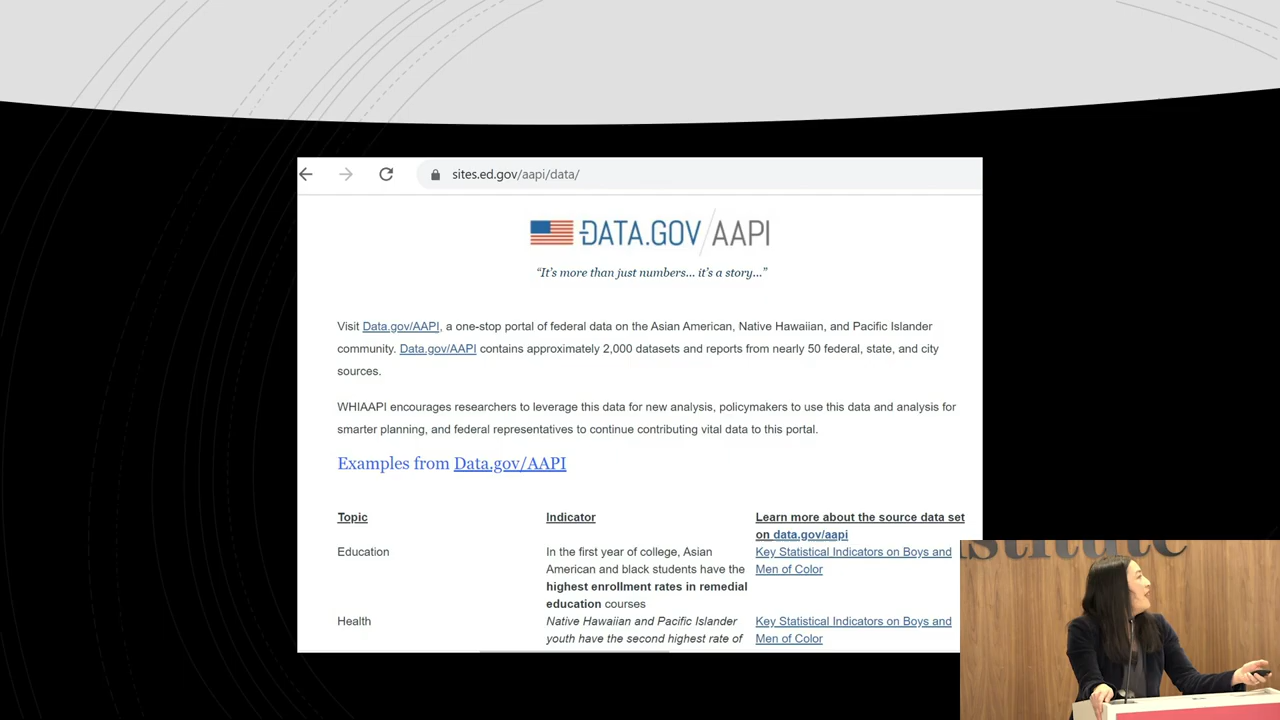 sites.ed.gov/aapi/data/
DATA.GOV/AAPI
“It’s more than just numbers... it’s a story...”
Visit Data.gov/AAPI, a one-stop portal of federal data on the Asian American, Native Hawaiian, and Pacific Islander
community. Data.gov/AAPI contains approximately 2,000 datasets and reports from nearly 50 federal, state, and city
sources.
WHIAAPI encourages researchers to leverage this data for new analysis, policymakers to use this data and analysis for
smarter planning, and federal representatives to continue contributing vital data to this portal.
Examples from Data.gov/AAPI
Topic
Indicator
Learn more about the source data set
on data.gov/aapi
Education
In the first year of college, Asian
American and black students have the
highest enrollment rates in remedial
education courses
Key Statistical Indicators on Boys and
Men of Color
Health
Native Hawaiian and Pacific Islander
youth have the second highest rate of
Key Statistical Indicators on Boys and
Men of Color